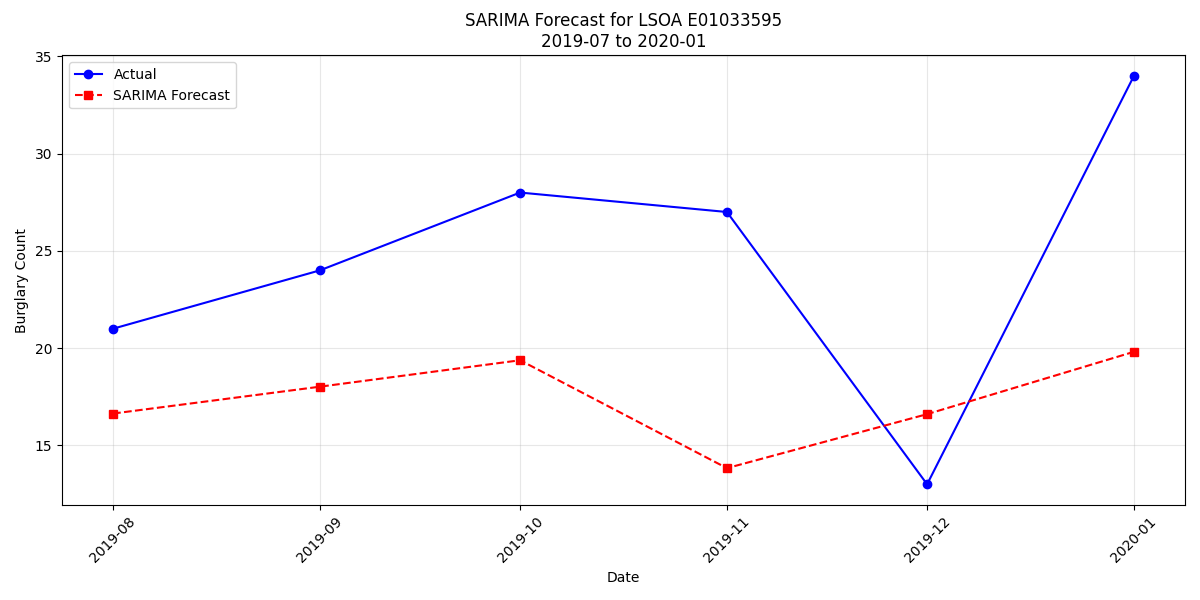 SARIMA Forecast for LSOA E01033595
2019-07 to 2020-01
Actual
SARIMA Forecast
Burglary Count
35
30
25
20
15
2019-08
2019-09
2019-10
2019-11
2019-12
2020-01
Date